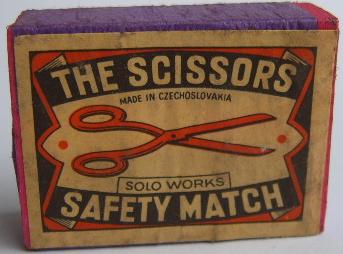 THE SCISSORS
MADE IN CZECHOSLOVAKIA
SOLO WORKS
SAFETY MATCH